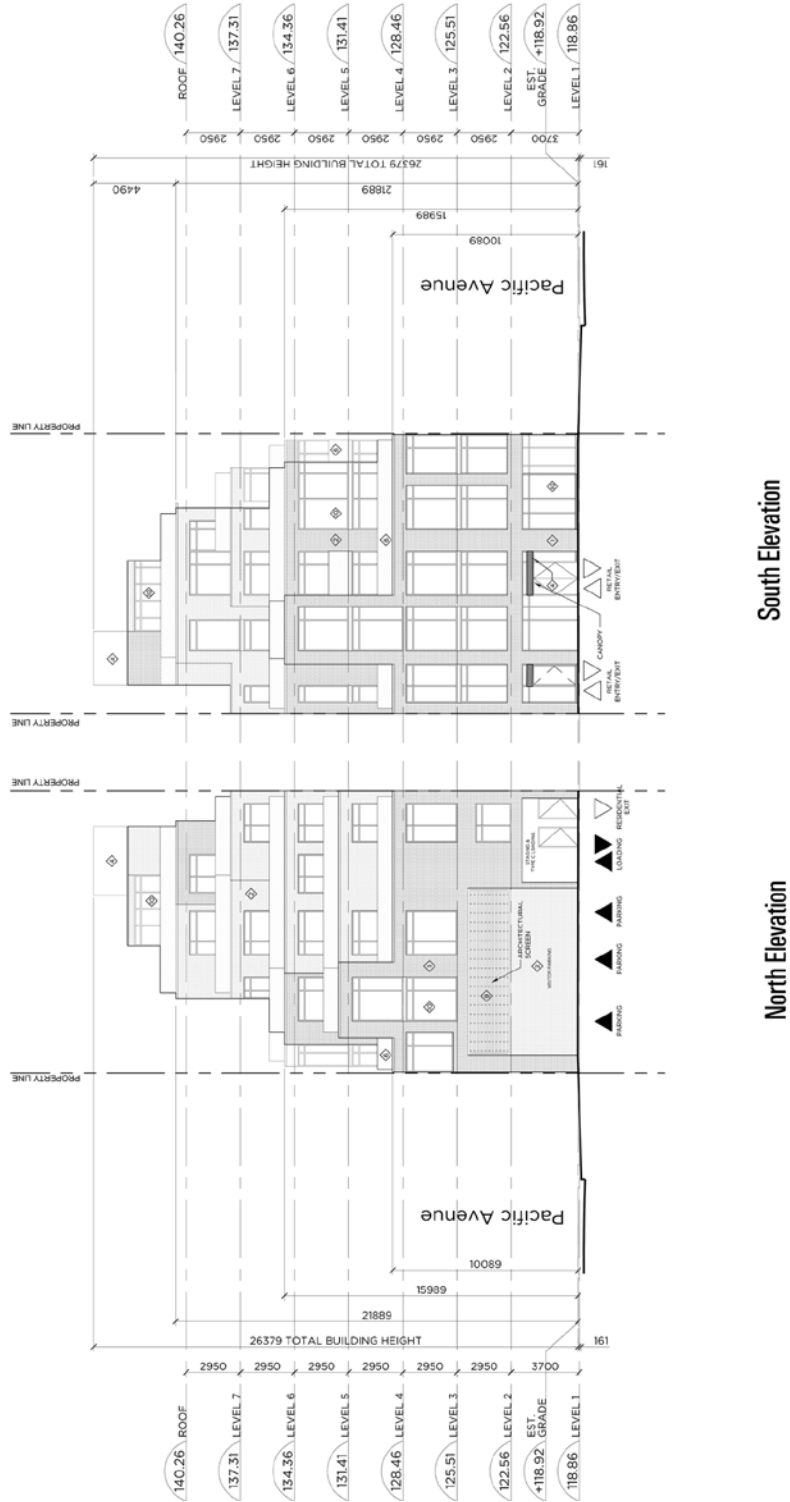 140.26 ROOF
137.31 LEVEL 7
134.36 LEVEL 6
131.41 LEVEL 5
128.46 LEVEL 4
125.51 LEVEL 3
122.56 LEVEL 2
+118.92 EST. GRADE
118.86 LEVEL 1
2950
2950
2950
2950
2950
2950
3700
161
26379 TOTAL BUILDING HEIGHT
4490
21889
15989
10089
Pacific Avenue
PROPERTY LINE
PROPERTY LINE
CANOPY
RETAIL
ENTRY/EXIT
RETAIL
ENTRY/EXIT
South Elevation
PROPERTY LINE
PROPERTY LINE
ARCHITECTURAL
SCREEN
VISITOR PARKING
STAGING &
TYPE C LOADING
RESIDENTIAL
EXIT
LOADING
PARKING
PARKING
PARKING
Pacific Avenue
10089
15989
21889
26379 TOTAL BUILDING HEIGHT
161
2950
2950
2950
2950
2950
2950
3700
140.26 ROOF
137.31 LEVEL 7
134.36 LEVEL 6
131.41 LEVEL 5
128.46 LEVEL 4
125.51 LEVEL 3
122.56 LEVEL 2
+118.92 EST. GRADE
118.86 LEVEL 1
North Elevation